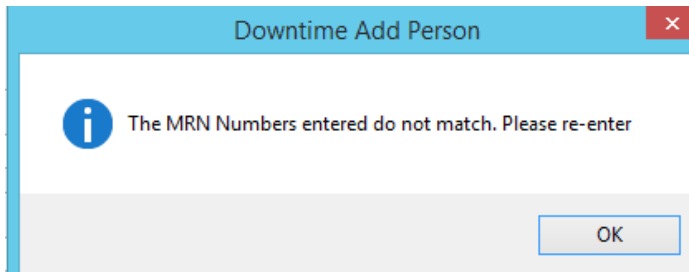 Downtime Add Person
The MRN Numbers entered do not match. Please re-enter
OK